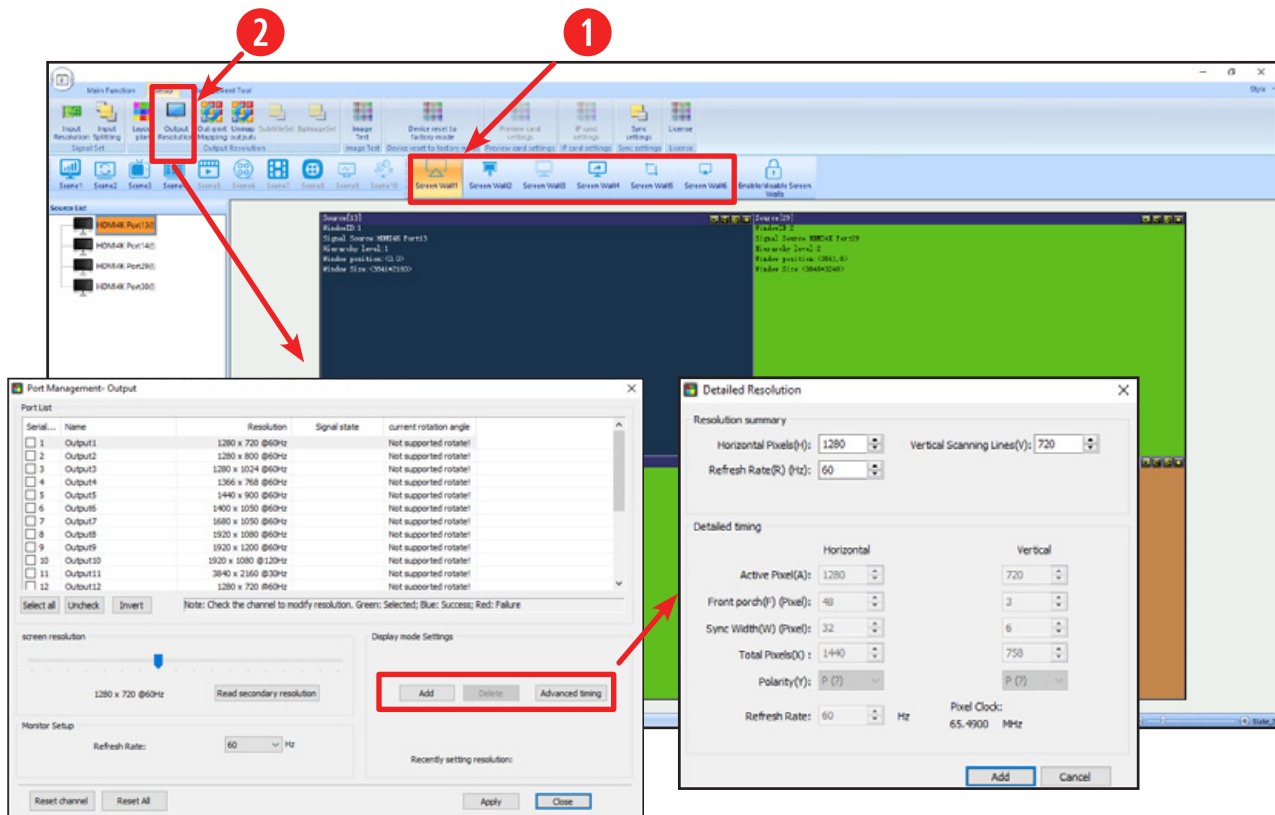 2
1
Main Function
Management Tool
Style
Input Resolution
Input Splitting
Output Resolution
Out-port Mapping
Unmap outputs
SubtitleSet
BgImageSet
Image Test
Device reset to factory mode
Preview card settings
IP card settings
Sync settings
License
Signal Set
Output Resolution
Image Test
Device reset to factory mode
Preview card settings
IP card settings
Sync settings
License
Scene1
Scene2
Scene3
Scene5
Scene6
Scene7
Scene8
Scene9
Scene10
Screen Wall1
Screen Wall2
Screen Wall3
Screen Wall4
Screen Wall5
Screen Wall6
Enable/disable Screen Walls
Source List
HDMI4K Port13(I)
HDMI4K Port14(I)
HDMI4K Port29(I)
HDMI4K Port30(I)
Source[13]
WindowID:1
Signal Source HDMI4K Port13
Hierarchy level:1
Window position:(0,0)
Window Size:(3841*2160)
Source[29]
WindowID:2
Signal Source HDMI4K Port29
Hierarchy level:2
Window position:(3841,0)
Port Management- Output
Port List
Serial... Name Resolution Signal state current rotation angle
1 Output1 1280 x 720 @60Hz Not supported rotate!
2 Output2 1280 x 800 @60Hz Not supported rotate!
3 Output3 1280 x 1024 @60Hz Not supported rotate!
4 Output4 1366 x 768 @60Hz Not supported rotate!
5 Output5 1440 x 900 @60Hz Not supported rotate!
6 Output6 1400 x 1050 @60Hz Not supported rotate!
7 Output7 1680 x 1050 @60Hz Not supported rotate!
8 Output8 1920 x 1080 @60Hz Not supported rotate!
9 Output9 1920 x 1200 @60Hz Not supported rotate!
10 Output10 1920 x 1080 @120Hz Not supported rotate!
11 Output11 3840 x 2160 @30Hz Not supported rotate!
12 Output12 1280 x 720 @60Hz Not supported rotate!
Select all Uncheck Invert Note: Check the channel to modify resolution. Green: Selected; Blue: Success; Red: Failure
screen resolution
1280 x 720 @60Hz Read secondary resolution
Monitor Setup
Refresh Rate: 60 Hz
Display mode Settings
Add Delete Advanced timing
Recently setting resolution:
Reset channel Reset All Apply Close
Detailed Resolution
Resolution summary
Horizontal Pixels(H): 1280 Vertical Scanning Lines(V): 720
Refresh Rate(R) (Hz): 60
Detailed timing
Horizontal Vertical
Active Pixel(A): 1280 720
Front porch(F) (Pixel): 48 3
Sync Width(W) (Pixel): 32 6
Total Pixels(X) : 1440 758
Polarity(Y): P (?) P (?)
Refresh Rate: 60 Hz Pixel Clock:
65.4900 MHz
Add Cancel